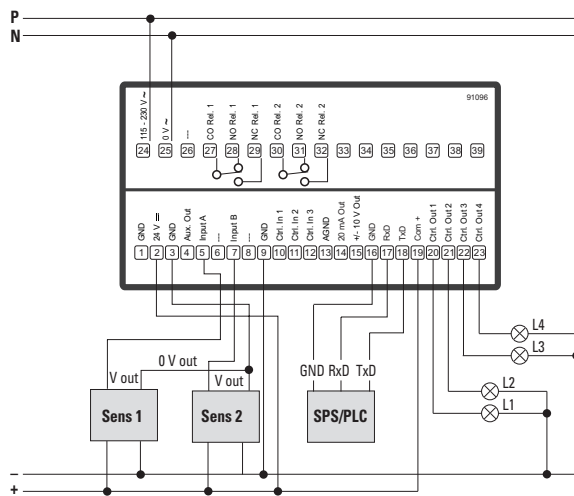 P
N
91096
115 - 230 V ~
0 V ~
---
CO Rel. 1
NO Rel. 1
NC Rel. 1
CO Rel. 2
NO Rel. 2
NC Rel. 2
24 25 26 27 28 29 30 31 32 33 34 35 36 37 38 39
GND
24 V
GND
Aux. Out
Input A
---
Input B
---
GND
Ctrl. In 1
Ctrl. In 2
Ctrl. In 3
AGND
20 mA Out
+/- 10 V Out
GND
RxD
TxD
Com +
Ctrl. Out 1
Ctrl. Out 2
Ctrl. Out 3
Ctrl. Out 4
1 2 3 4 5 6 7 8 9 10 11 12 13 14 15 16 17 18 19 20 21 22 23
L4
L3
0 V out
V out
V out
GND RxD TxD
L2
L1
Sens 1
Sens 2
SPS/PLC
–
+